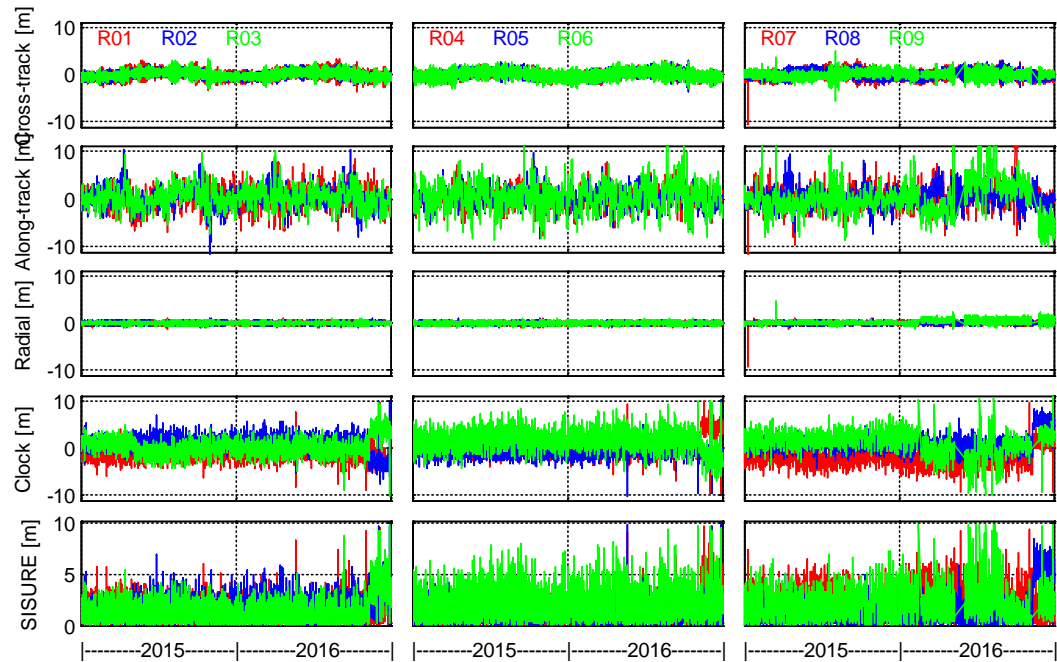 Cross-track [m]
10
0
-10
R01 R02 R03
R04 R05 R06
R07 R08 R09
Along-track [m]
10
0
-10
Radial [m]
10
0
-10
Clock [m]
10
0
-10
SISURE [m]
10
5
0
|-------2015-------|-------2016-------|
|-------2015-------|-------2016-------|
|-------2015-------|-------2016-------|